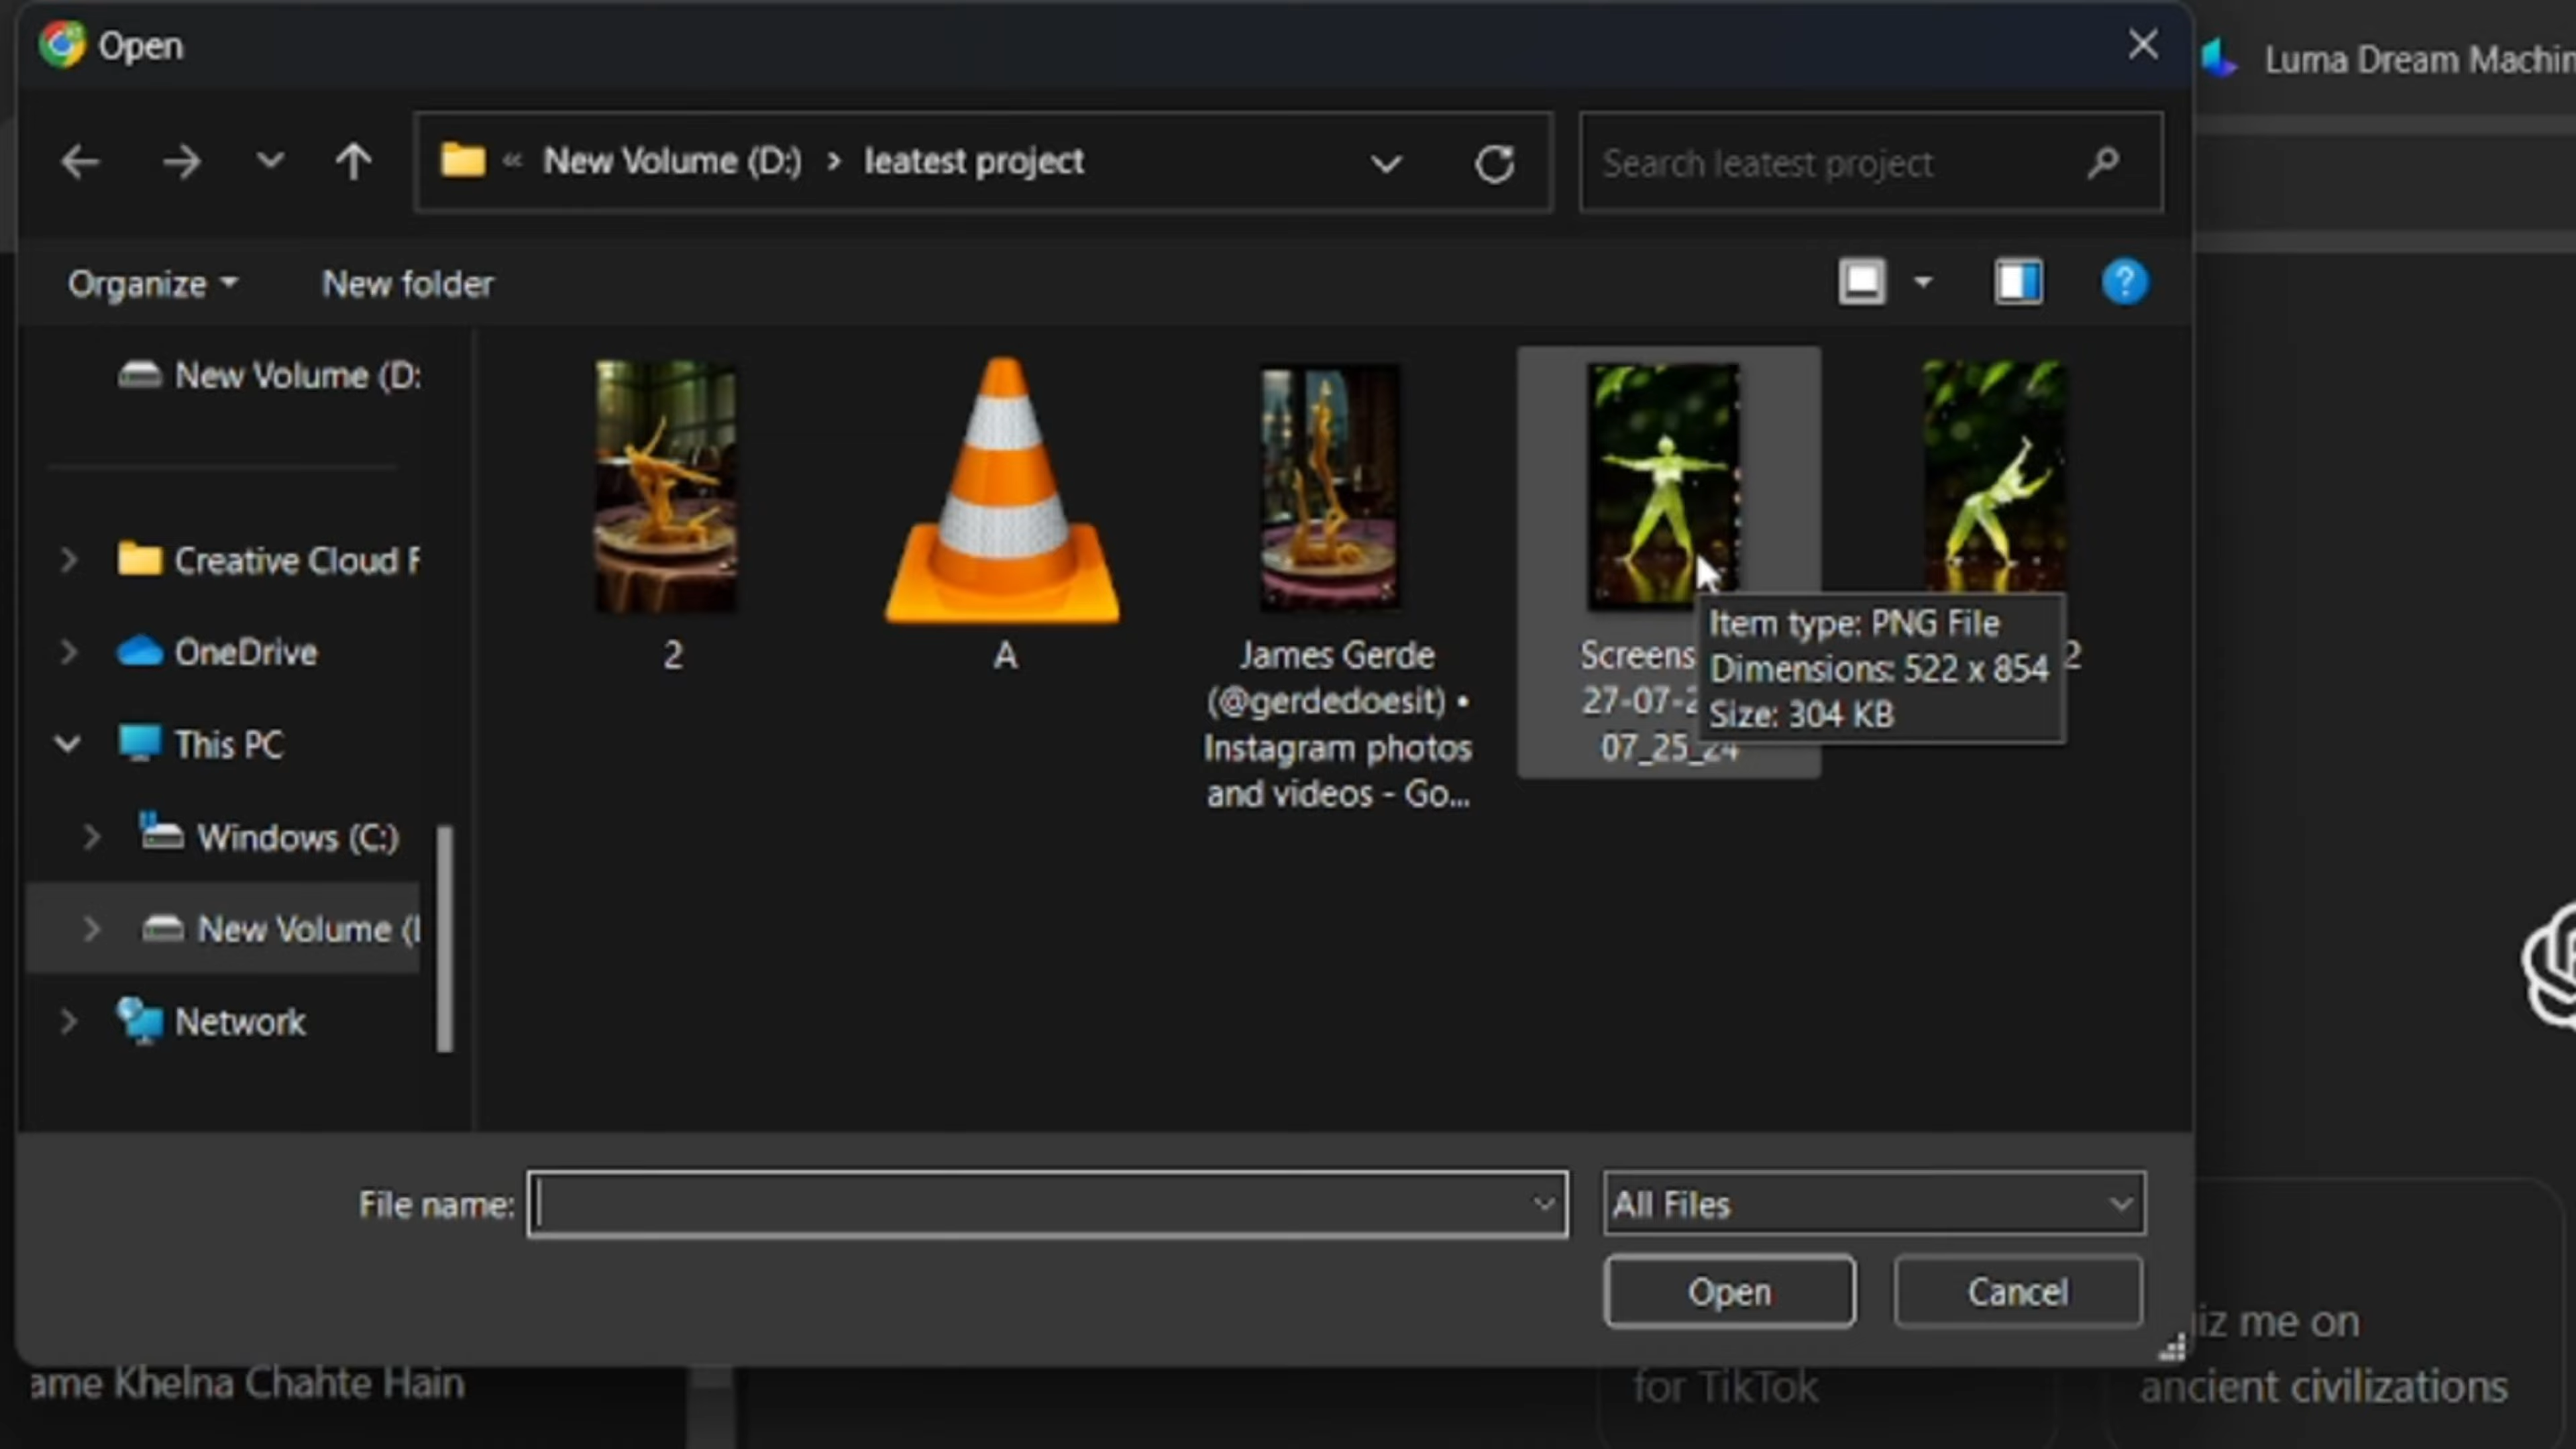 Open
Luma Dream Machin
« New Volume (D:) › leatest project
Search leatest project
Organize
New folder
New Volume (D:
Creative Cloud F
OneDrive
This PC
Windows (C:)
New Volume (
Network
2
A
James Gerde
(@gerdedoesit) •
Instagram photos
and videos - Go...
Screens
27-07-2
07_25_24
2
Item type: PNG File
Dimensions: 522 x 854
Size: 304 KB
File name:
All Files
Open
Cancel
ame Khelna Chahte Hain
for TikTok
iz me on
ancient civilizations